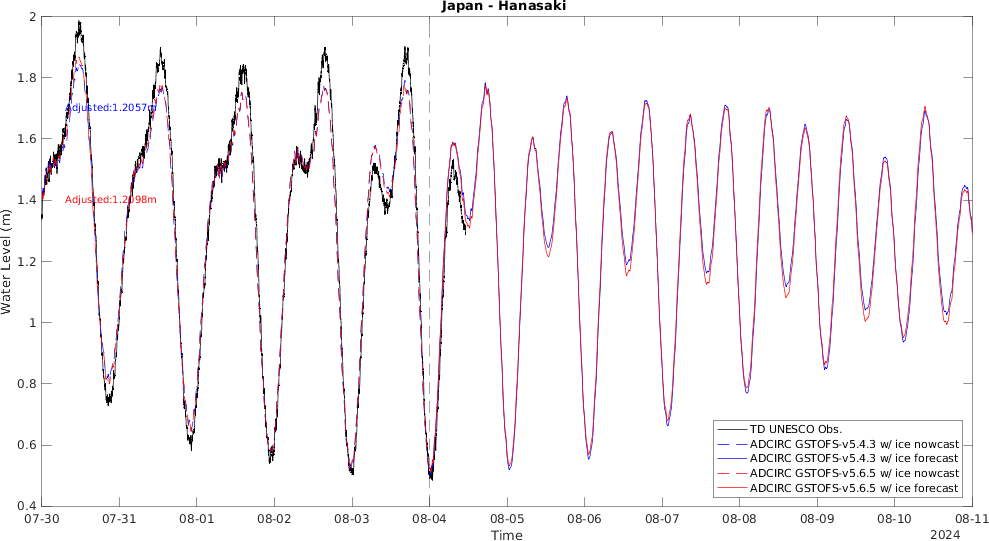 Japan - Hanasaki
2
1.8
1.6
1.4
1.2
1
0.8
0.6
0.4
Water Level (m)
Adjusted:1.2057m
Adjusted:1.2098m
TD UNESCO Obs.
ADCIRC GSTOFS-v5.4.3 w/ ice nowcast
ADCIRC GSTOFS-v5.4.3 w/ ice forecast
ADCIRC GSTOFS-v5.6.5 w/ ice nowcast
ADCIRC GSTOFS-v5.6.5 w/ ice forecast
07-30 07-31 08-01 08-02 08-03 08-04 08-05 08-06 08-07 08-08 08-09 08-10 08-11
Time
2024